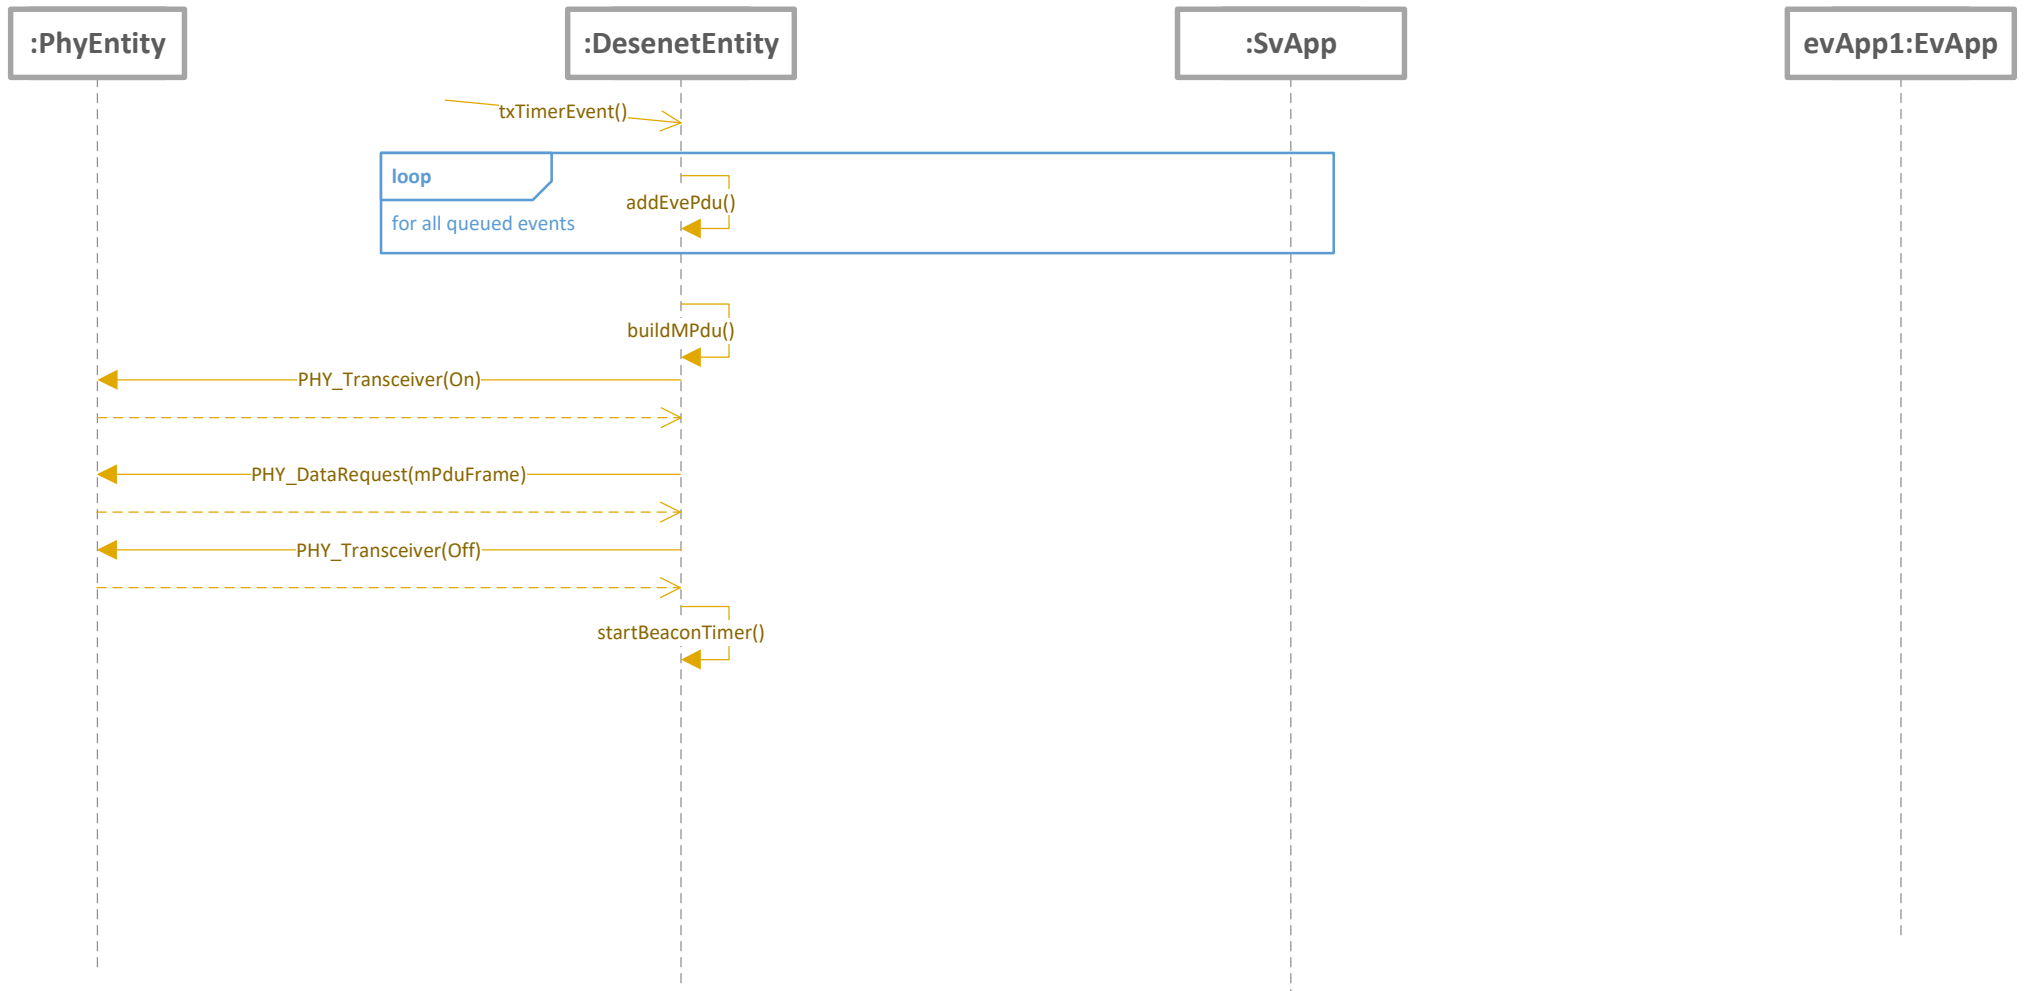 :PhyEntity
:DesenetEntity
:SvApp
evApp1:EvApp
txTimerEvent()
loop
addEvePdu()
for all queued events
buildMPdu()
PHY_Transceiver(On)
PHY_DataRequest(mPduFrame)
PHY_Transceiver(Off)
startBeaconTimer()